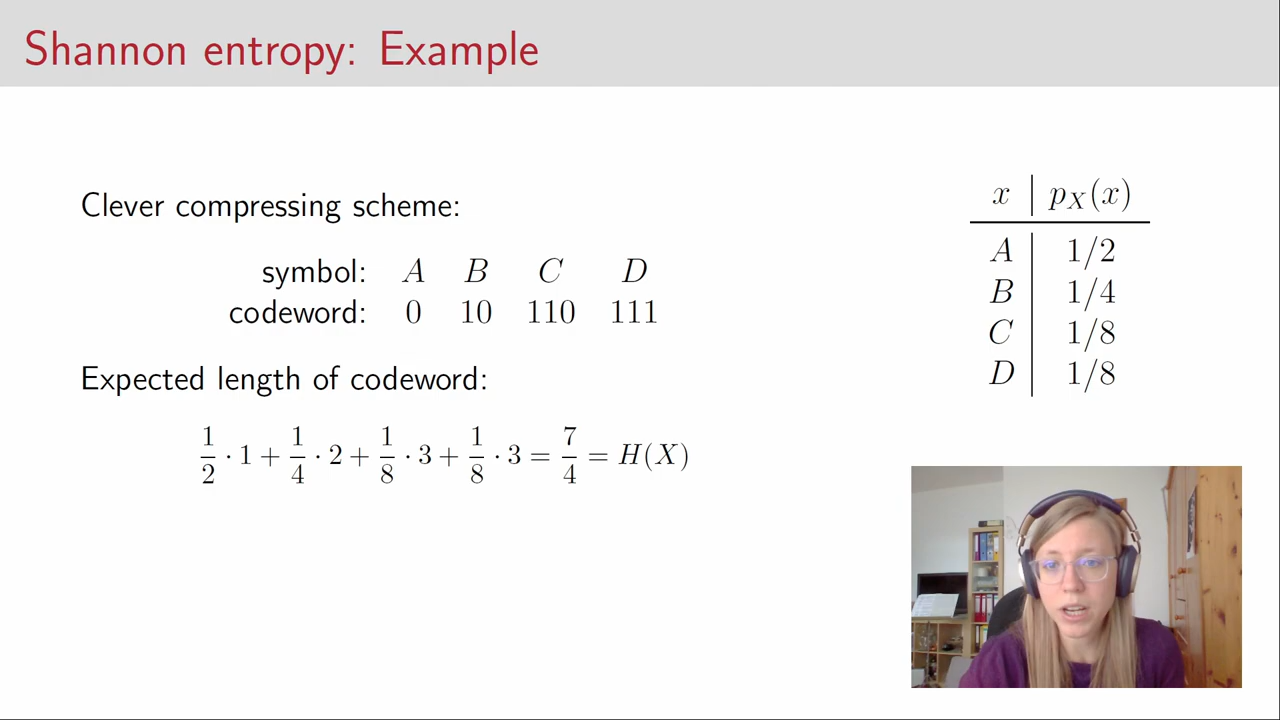 Shannon entropy: Example
Clever compressing scheme:
symbol: A B C D
codeword: 0 10 110 111
Expected length of codeword:
1/2 · 1 + 1/4 · 2 + 1/8 · 3 + 1/8 · 3 = 7/4 = H(X)
x | p_X(x)
A | 1/2
B | 1/4
C | 1/8
D | 1/8